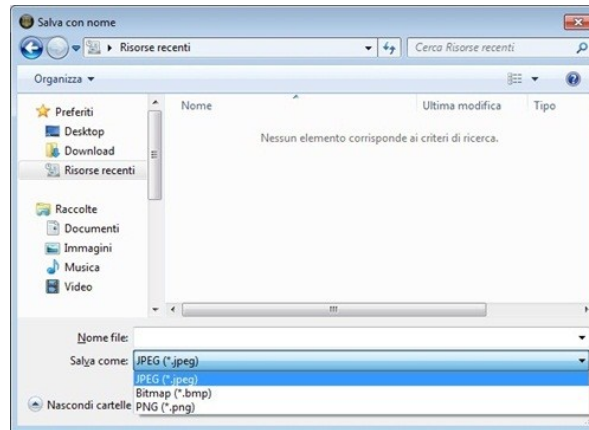 Salva con nome
Risorse recenti
Cerca Risorse recenti
Organizza
Preferiti
Desktop
Download
Risorse recenti
Raccolte
Documenti
Immagini
Musica
Video
Nome Ultima modifica Tipo
Nessun elemento corrisponde ai criteri di ricerca.
Nome file:
Salva come: JPEG (*.jpeg)
JPEG (*.jpeg)
Bitmap (*.bmp)
PNG (*.png)
Nascondi cartelle